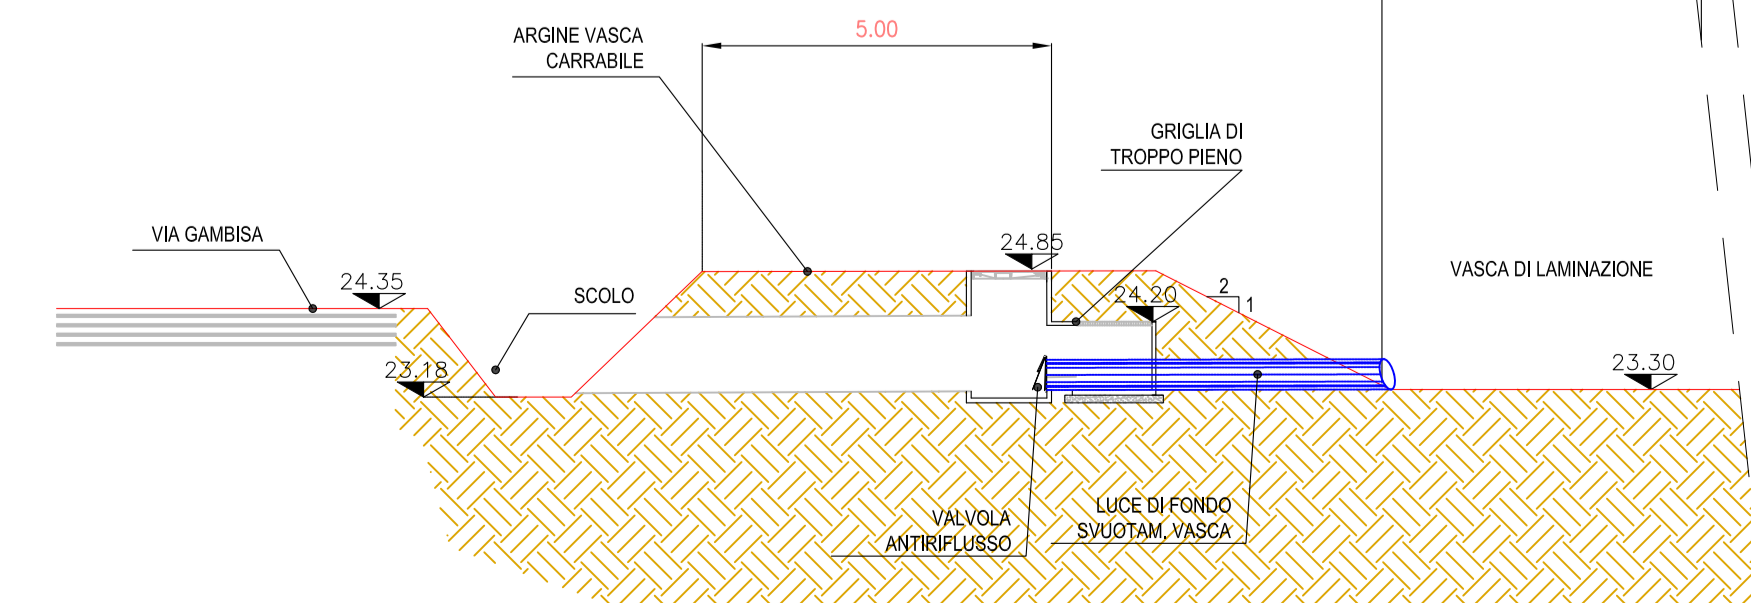 5.00
ARGINE VASCA
CARRABILE
GRIGLIA DI
TROPPO PIENO
VIA GAMBISA
24.85
VASCA DI LAMINAZIONE
24.35
SCOLO
24.20
2
1
23.18
23.30
VALVOLA
ANTIRIFLUSSO
LUCE DI FONDO
SVUOTAM. VASCA